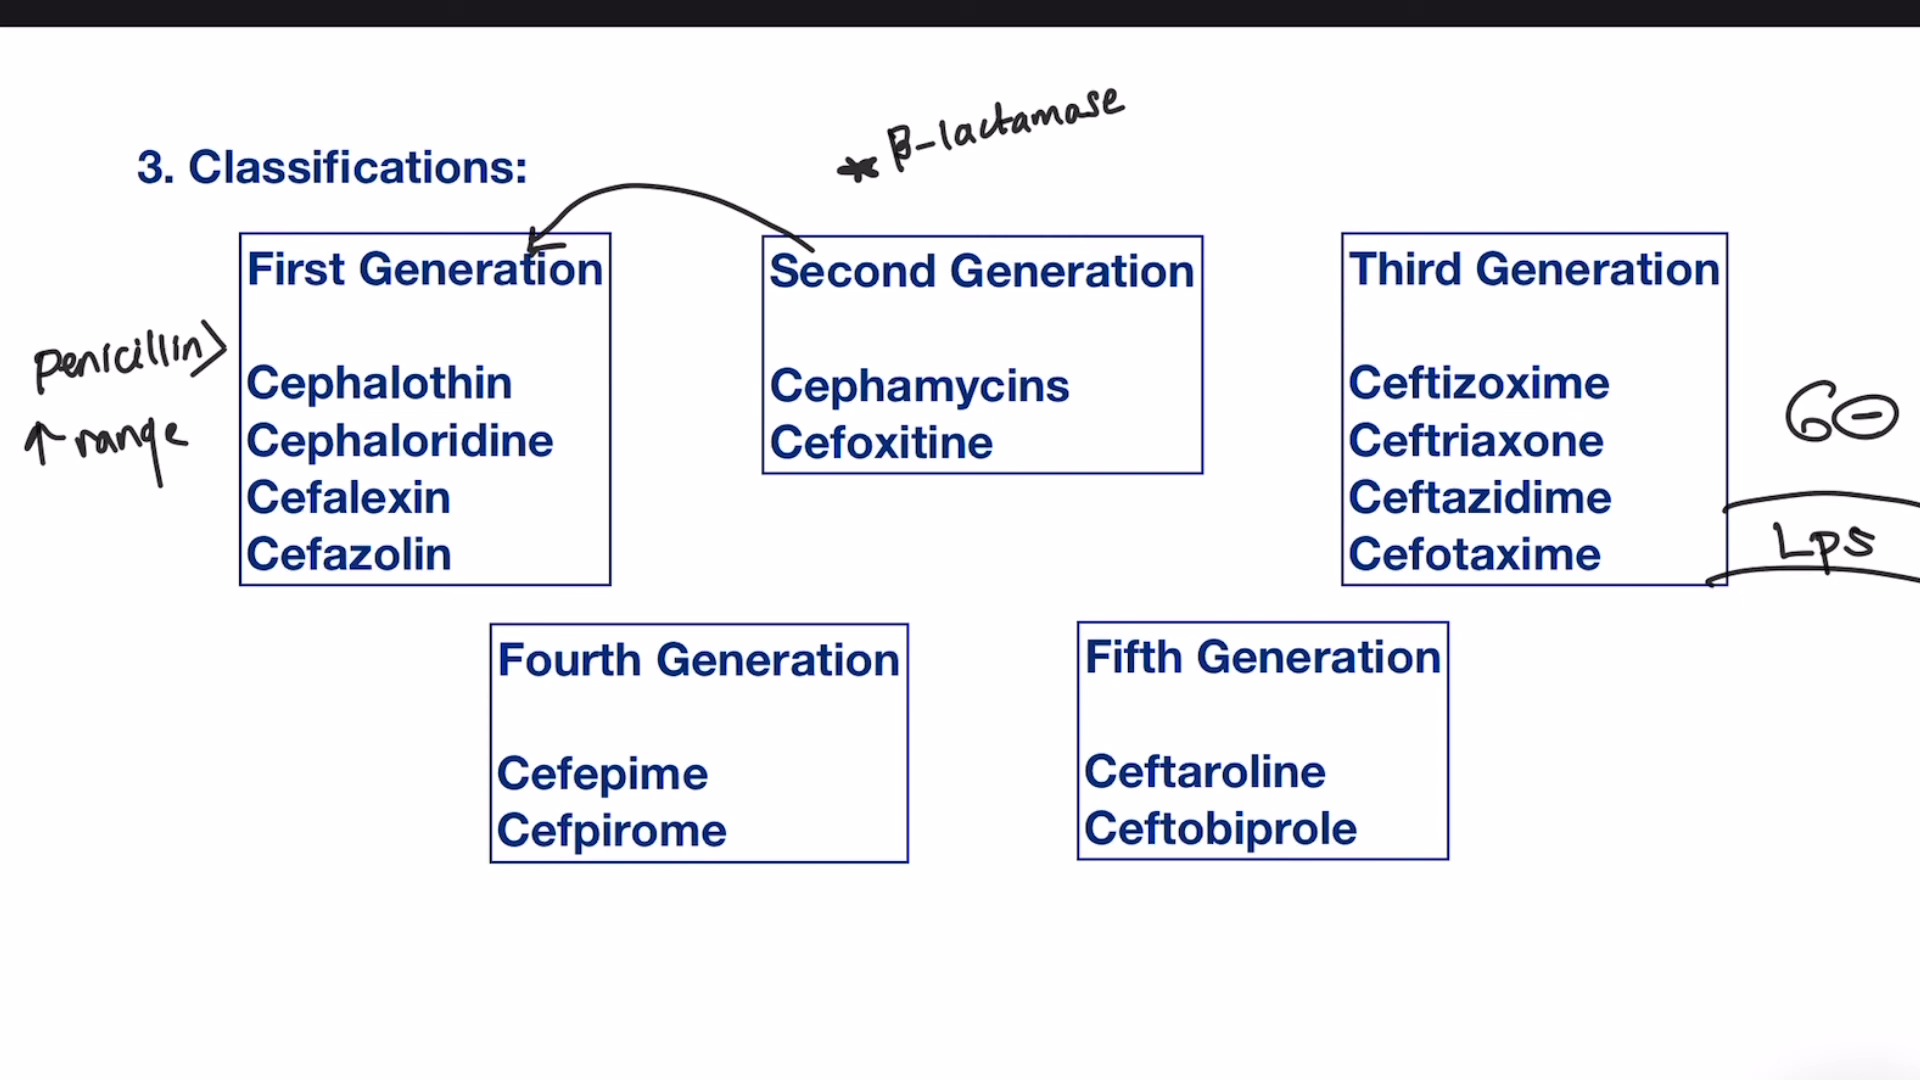 3. Classifications:
* β-lactamase
First Generation
Cephalothin
Cephaloridine
Cefalexin
Cefazolin
penicillin >
↑ range
Second Generation
Cephamycins
Cefoxitine
Third Generation
Ceftizoxime
Ceftriaxone
Ceftazidime
Cefotaxime
G⊖
Lps
Fourth Generation
Cefepime
Cefpirome
Fifth Generation
Ceftaroline
Ceftobiprole